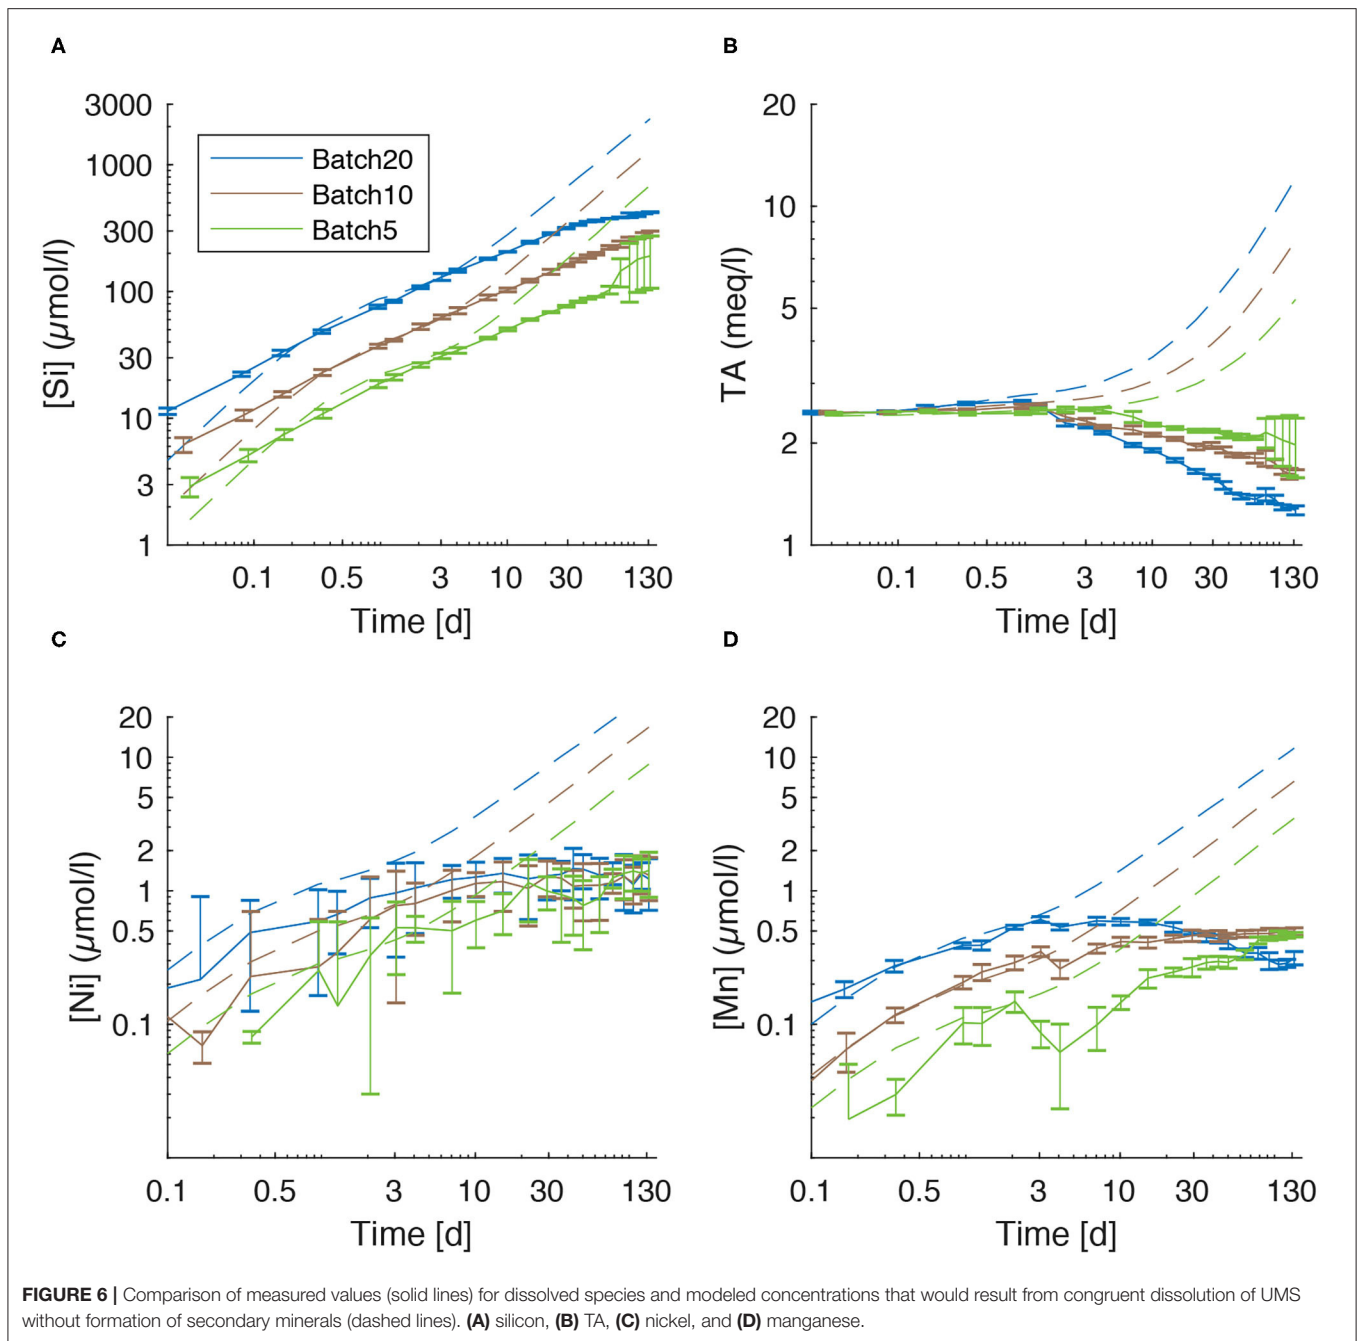 A
[Si] (µmol/l)
3000
1000
300
100
30
10
3
1
Batch20
Batch10
Batch5
0.1 0.5 3 10 30 130
Time [d]
B
TA (meq/l)
20
10
5
2
1
0.1 0.5 3 10 30 130
Time [d]
C
[Ni] (µmol/l)
20
10
5
2
1
0.5
0.1
0.1 0.5 3 10 30 130
Time [d]
D
[Mn] (µmol/l)
20
10
5
2
1
0.5
0.1
0.1 0.5 3 10 30 130
Time [d]
FIGURE 6 | Comparison of measured values (solid lines) for dissolved species and modeled concentrations that would result from congruent dissolution of UMS
without formation of secondary minerals (dashed lines). (A) silicon, (B) TA, (C) nickel, and (D) manganese.